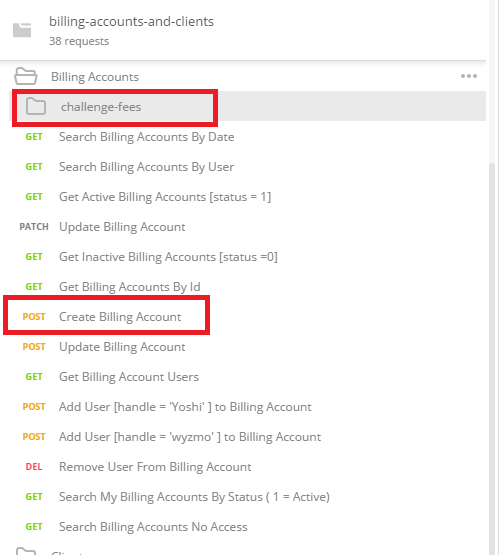 billing-accounts-and-clients
38 requests
Billing Accounts
challenge-fees
GET Search Billing Accounts By Date
GET Search Billing Accounts By User
GET Get Active Billing Accounts [status = 1]
PATCH Update Billing Account
GET Get Inactive Billing Accounts [status =0]
GET Get Billing Accounts By Id
POST Create Billing Account
POST Update Billing Account
GET Get Billing Account Users
POST Add User [handle = 'Yoshi' ] to Billing Account
POST Add User [handle = 'wyzmo' ] to Billing Account
DEL Remove User From Billing Account
GET Search My Billing Accounts By Status ( 1 = Active)
GET Search Billing Accounts No Access